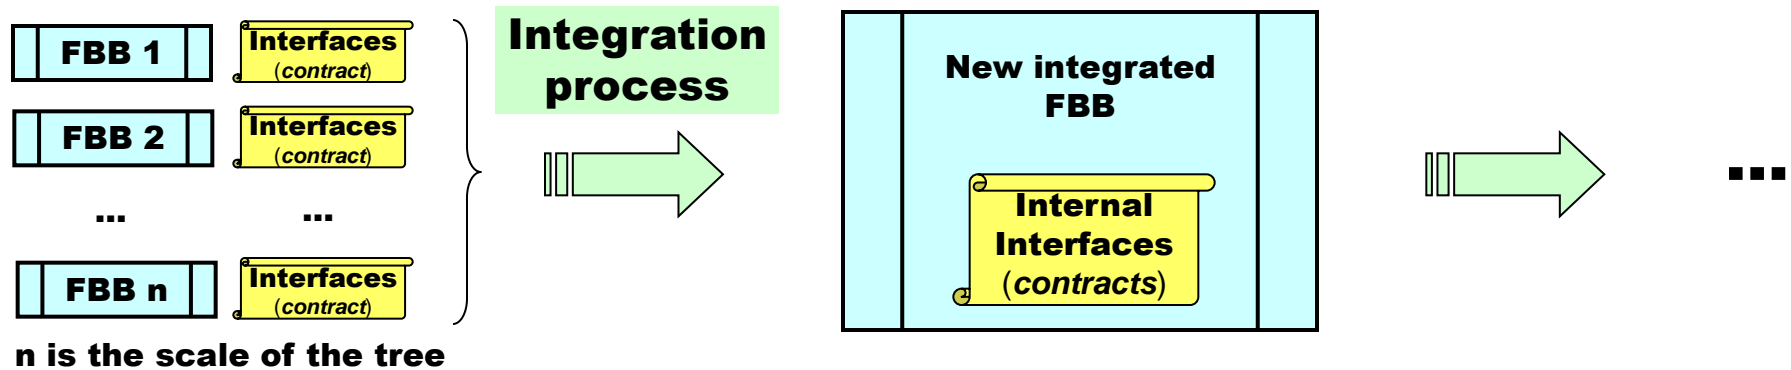 FBB 1
Interfaces
(contract)
FBB 2
Interfaces
(contract)
... ...
FBB n
Interfaces
(contract)
n is the scale of the tree
Integration
process
New integrated
FBB
Internal
Interfaces
(contracts)
...